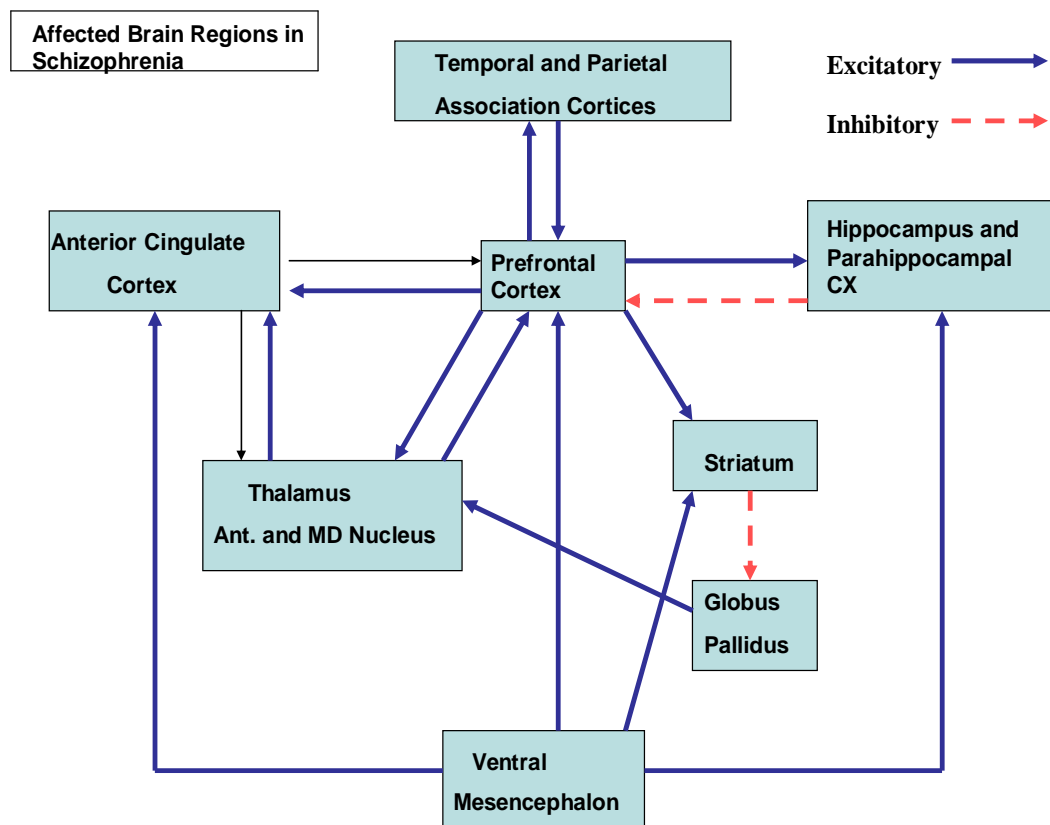 Affected Brain Regions in
Schizophrenia
Temporal and Parietal
Association Cortices
Excitatory
Inhibitory
Anterior Cingulate
Cortex
Prefrontal
Cortex
Hippocampus and
Parahippocampal
CX
Thalamus
Ant. and MD Nucleus
Striatum
Globus
Pallidus
Ventral
Mesencephalon